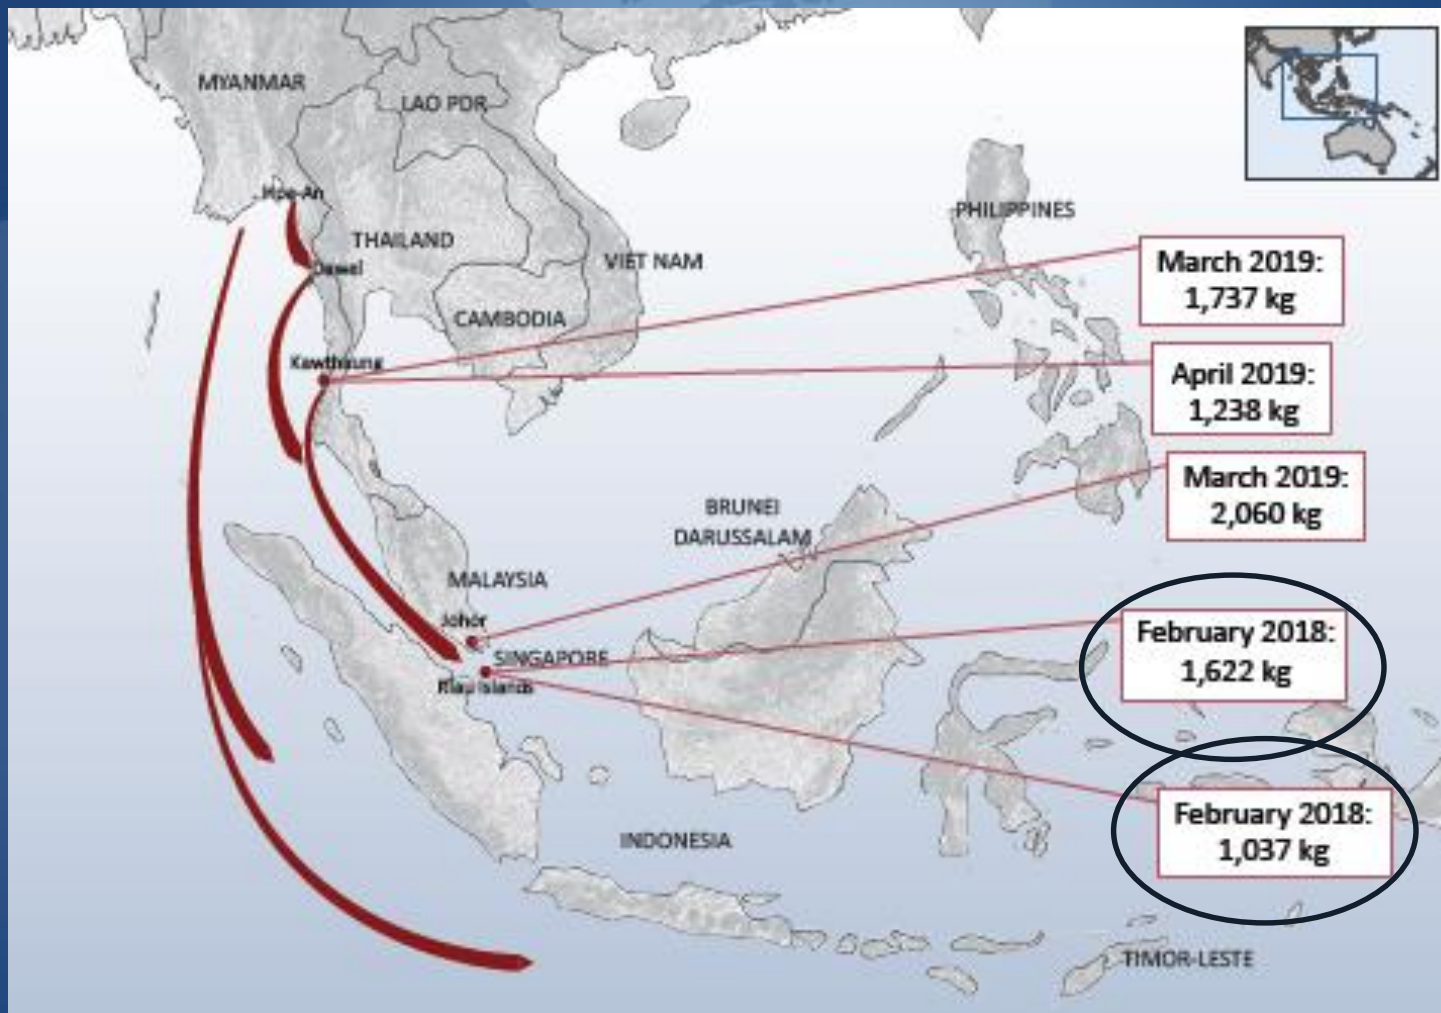 MYANMAR
LAO PDR
Hpa-An
PHILIPPINES
THAILAND
VIET NAM
Dawei
March 2019:
1,737 kg
CAMBODIA
Kawthaung
April 2019:
1,238 kg
March 2019:
2,060 kg
BRUNEI
DARUSSALAM
MALAYSIA
Johor
SINGAPORE
Riau Islands
February 2018:
1,622 kg
February 2018:
1,037 kg
INDONESIA
TIMOR-LESTE